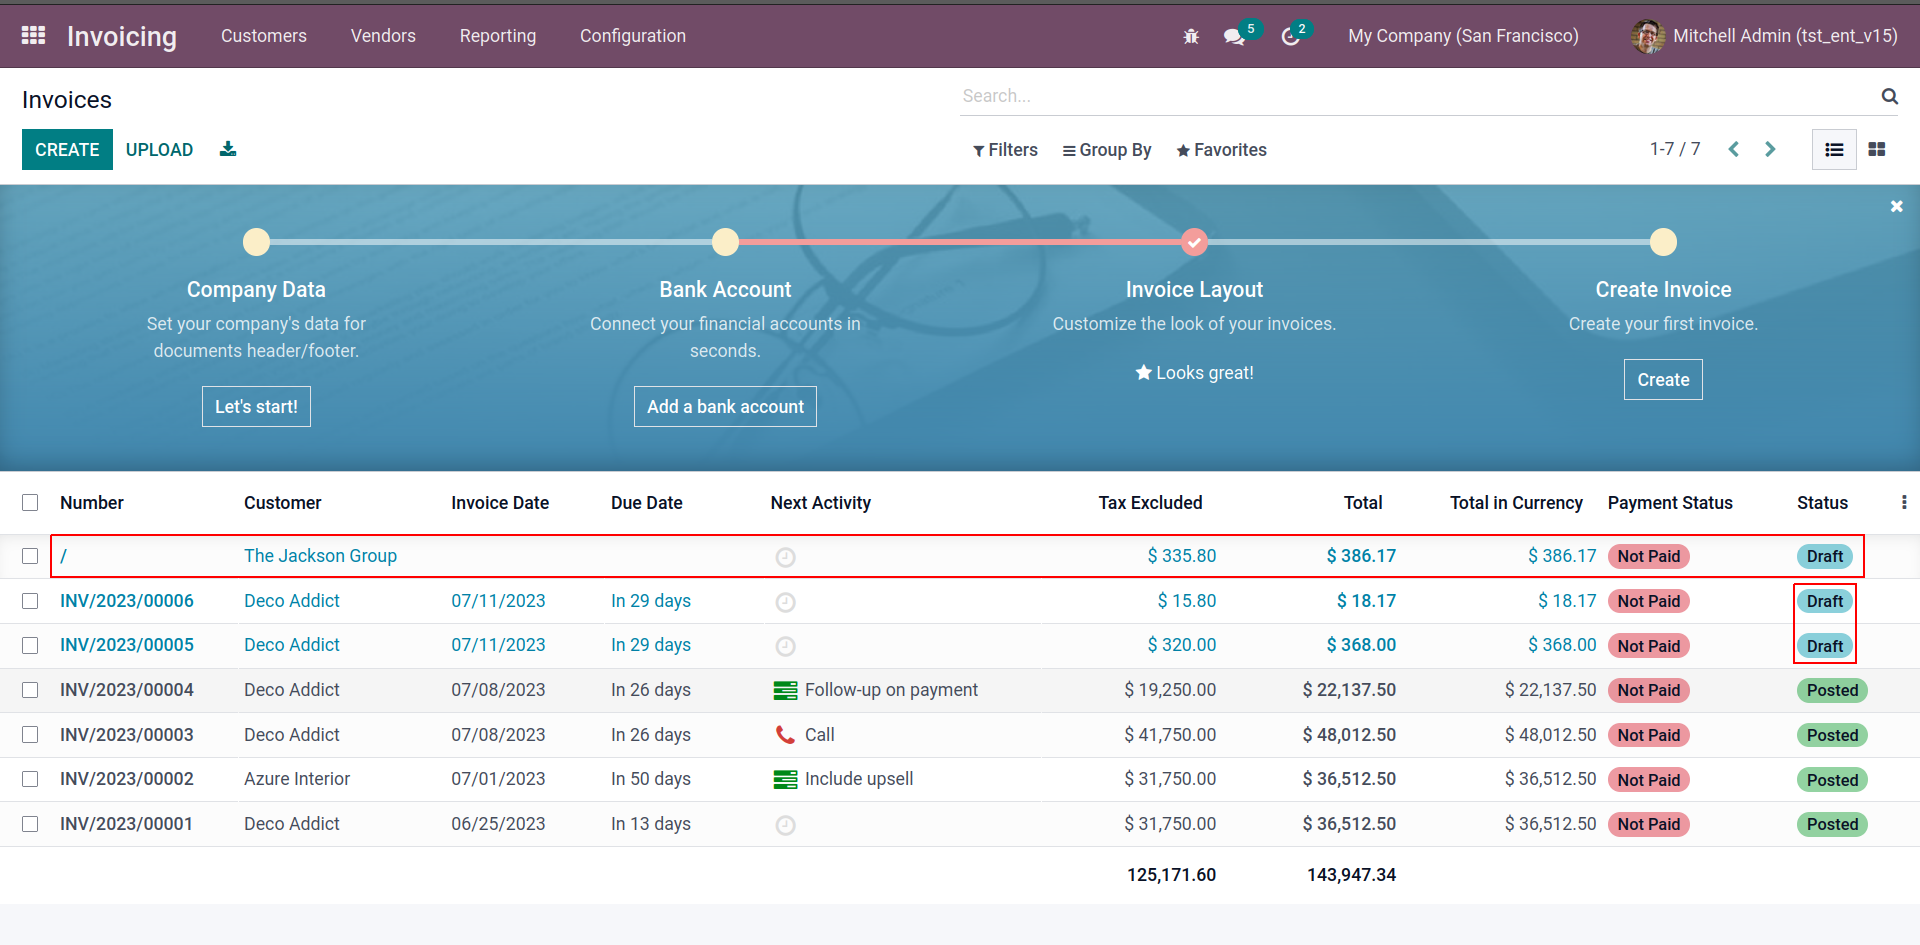 Invoicing Customers Vendors Reporting Configuration 5 2 My Company (San Francisco) Mitchell Admin (tst_ent_v15)
Invoices Search...
CREATE UPLOAD Filters Group By Favorites 1-7 / 7
Company Data Bank Account Invoice Layout Create Invoice
Set your company's data for Connect your financial accounts in Customize the look of your invoices. Create your first invoice.
documents header/footer. seconds.
Looks great! Create
Let's start! Add a bank account
Number Customer Invoice Date Due Date Next Activity Tax Excluded Total Total in Currency Payment Status Status
/ The Jackson Group $ 335.80 $ 386.17 $ 386.17 Not Paid Draft
INV/2023/00006 Deco Addict 07/11/2023 In 29 days $ 15.80 $ 18.17 $ 18.17 Not Paid Draft
INV/2023/00005 Deco Addict 07/11/2023 In 29 days $ 320.00 $ 368.00 $ 368.00 Not Paid Draft
INV/2023/00004 Deco Addict 07/08/2023 In 26 days Follow-up on payment $ 19,250.00 $ 22,137.50 $ 22,137.50 Not Paid Posted
INV/2023/00003 Deco Addict 07/08/2023 In 26 days Call $ 41,750.00 $ 48,012.50 $ 48,012.50 Not Paid Posted
INV/2023/00002 Azure Interior 07/01/2023 In 50 days Include upsell $ 31,750.00 $ 36,512.50 $ 36,512.50 Not Paid Posted
INV/2023/00001 Deco Addict 06/25/2023 In 13 days $ 31,750.00 $ 36,512.50 $ 36,512.50 Not Paid Posted
125,171.60 143,947.34